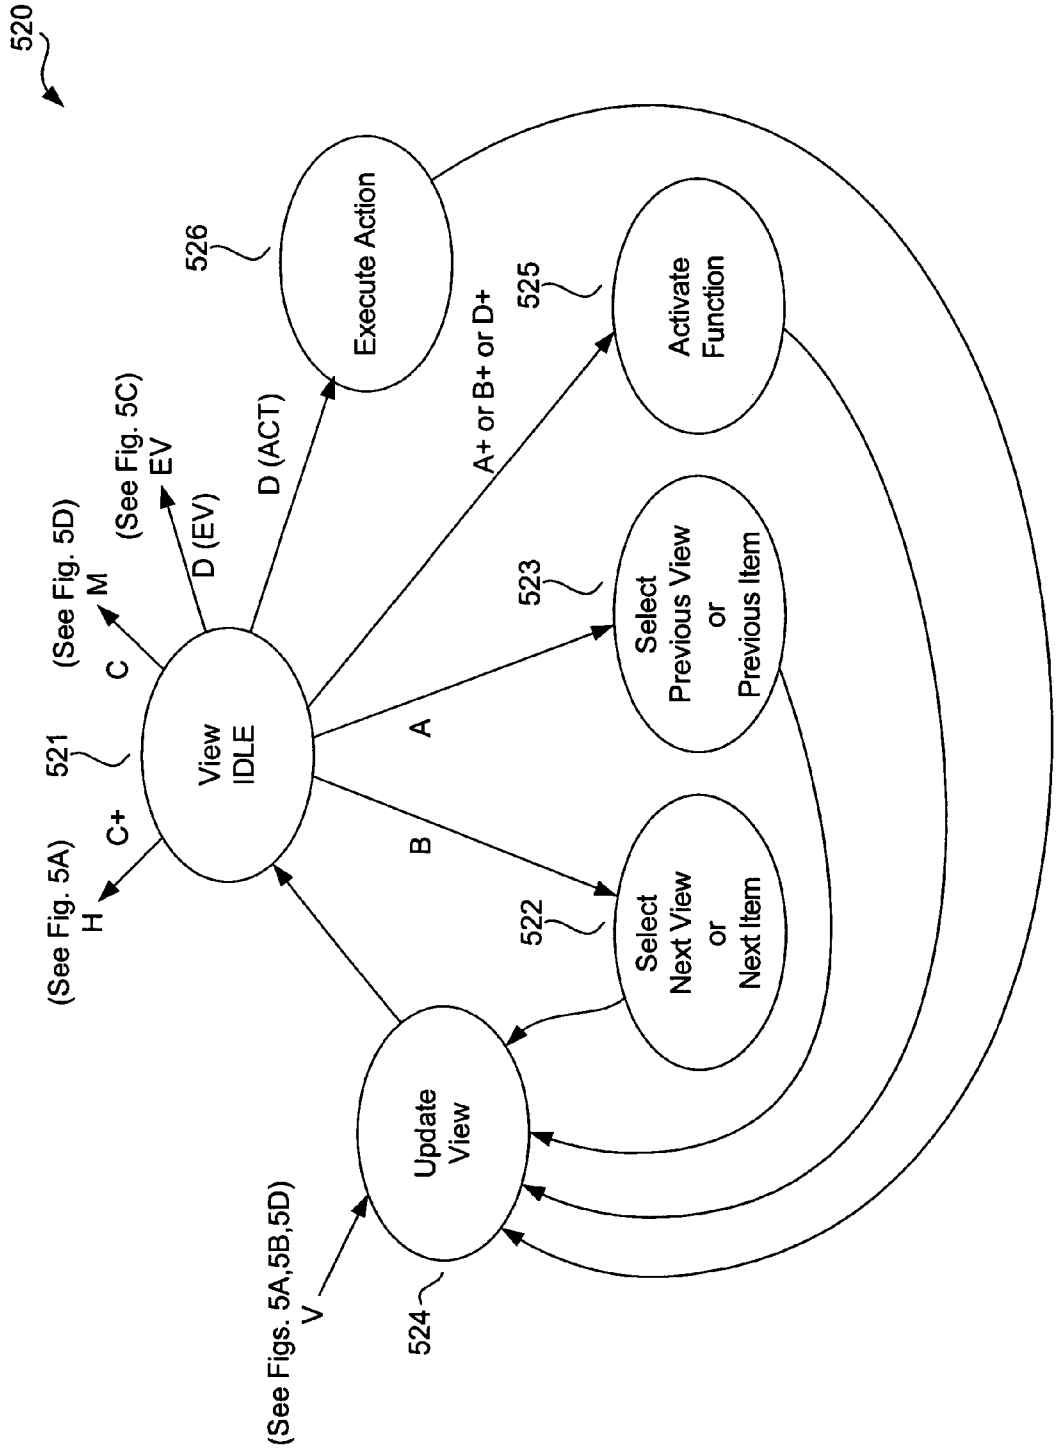 520
(See Fig. 5A)
H
C+
521
C
(See Fig. 5D)
M
(See Fig. 5C)
EV
D (EV)
View
IDLE
D (ACT)
526
Execute Action
(See Figs. 5A,5B,5D)
V
524
Update
View
B
A
A+ or B+ or D+
522
Select
Next View
or
Next Item
523
Select
Previous View
or
Previous Item
525
Activate
Function